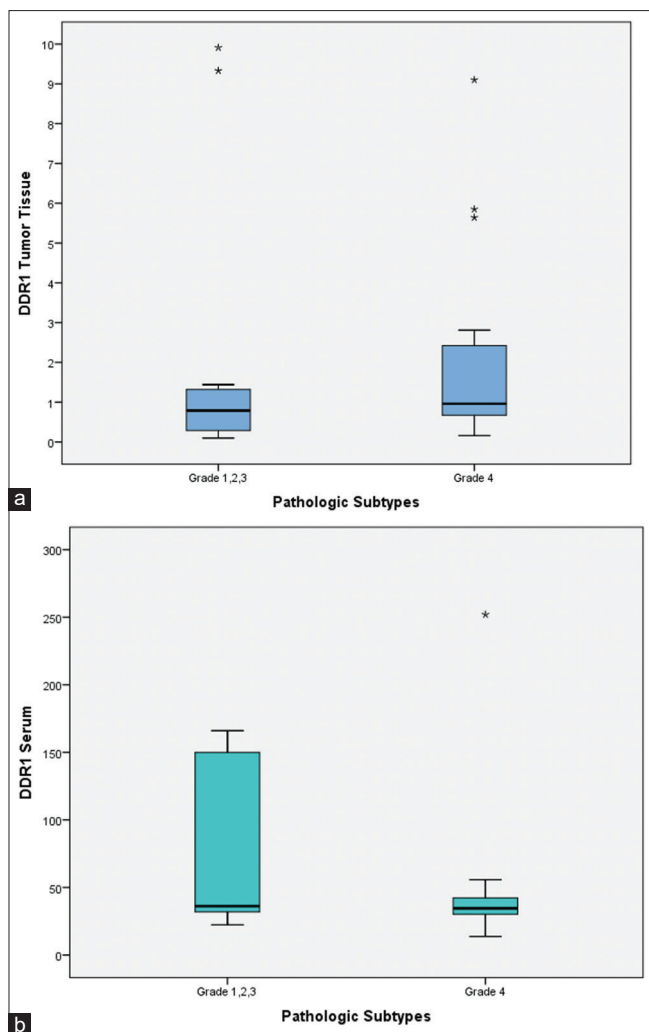 10
9
8
7
6
5
4
3
2
1
0
DDR1 Tumor Tissue
* *
* *
* *
Grade 1,2,3 Grade 4
Pathologic Subtypes
a
300
250
200
150
100
50
0
DDR1 Serum
*
Grade 1,2,3 Grade 4
Pathologic Subtypes
b